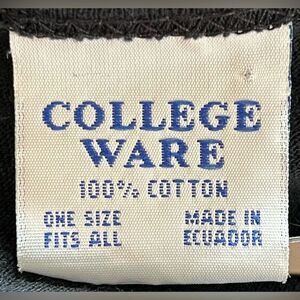 COLLEGE
WARE
100% COTTON
ONE SIZE MADE IN
FITS ALL ECUADOR